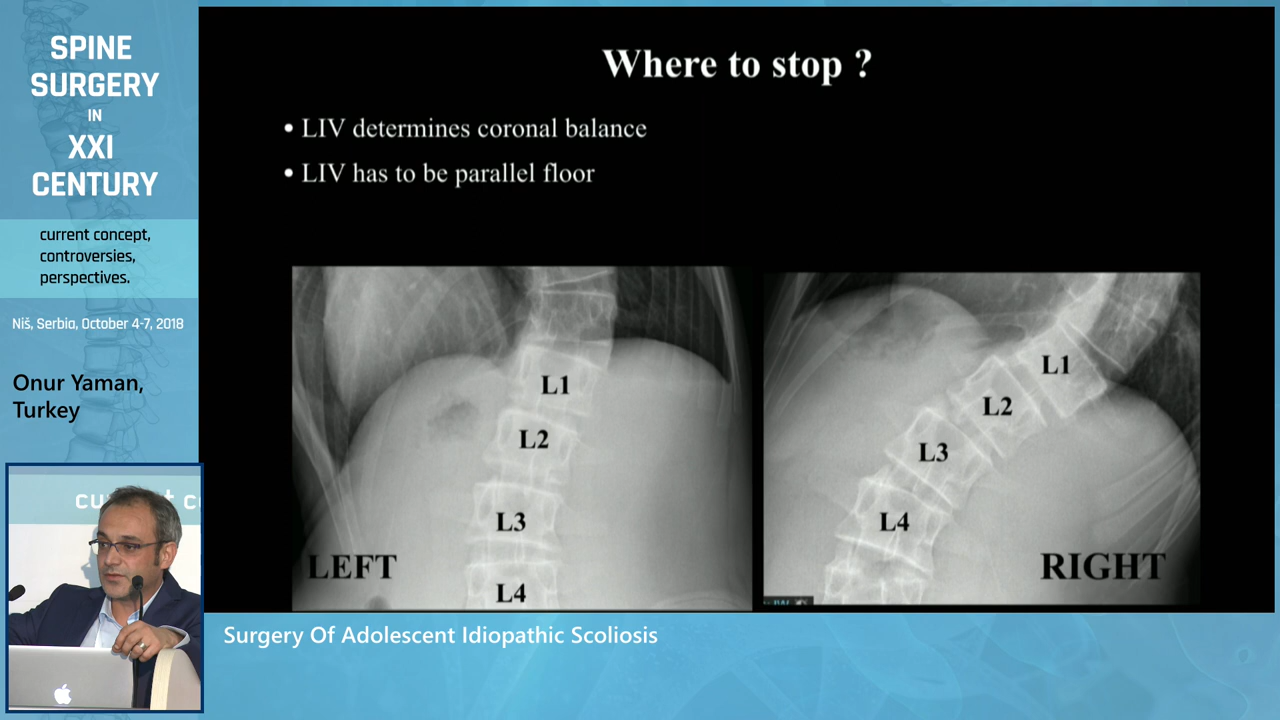 SPINE
SURGERY
IN
XXI
CENTURY
current concept,
controversies,
perspectives.
Niš, Serbia, October 4-7, 2018
Onur Yaman,
Turkey
Where to stop ?
• LIV determines coronal balance
• LIV has to be parallel floor
L1
L2
L3
L4
LEFT
L1
L2
L3
L4
RIGHT
Surgery Of Adolescent Idiopathic Scoliosis